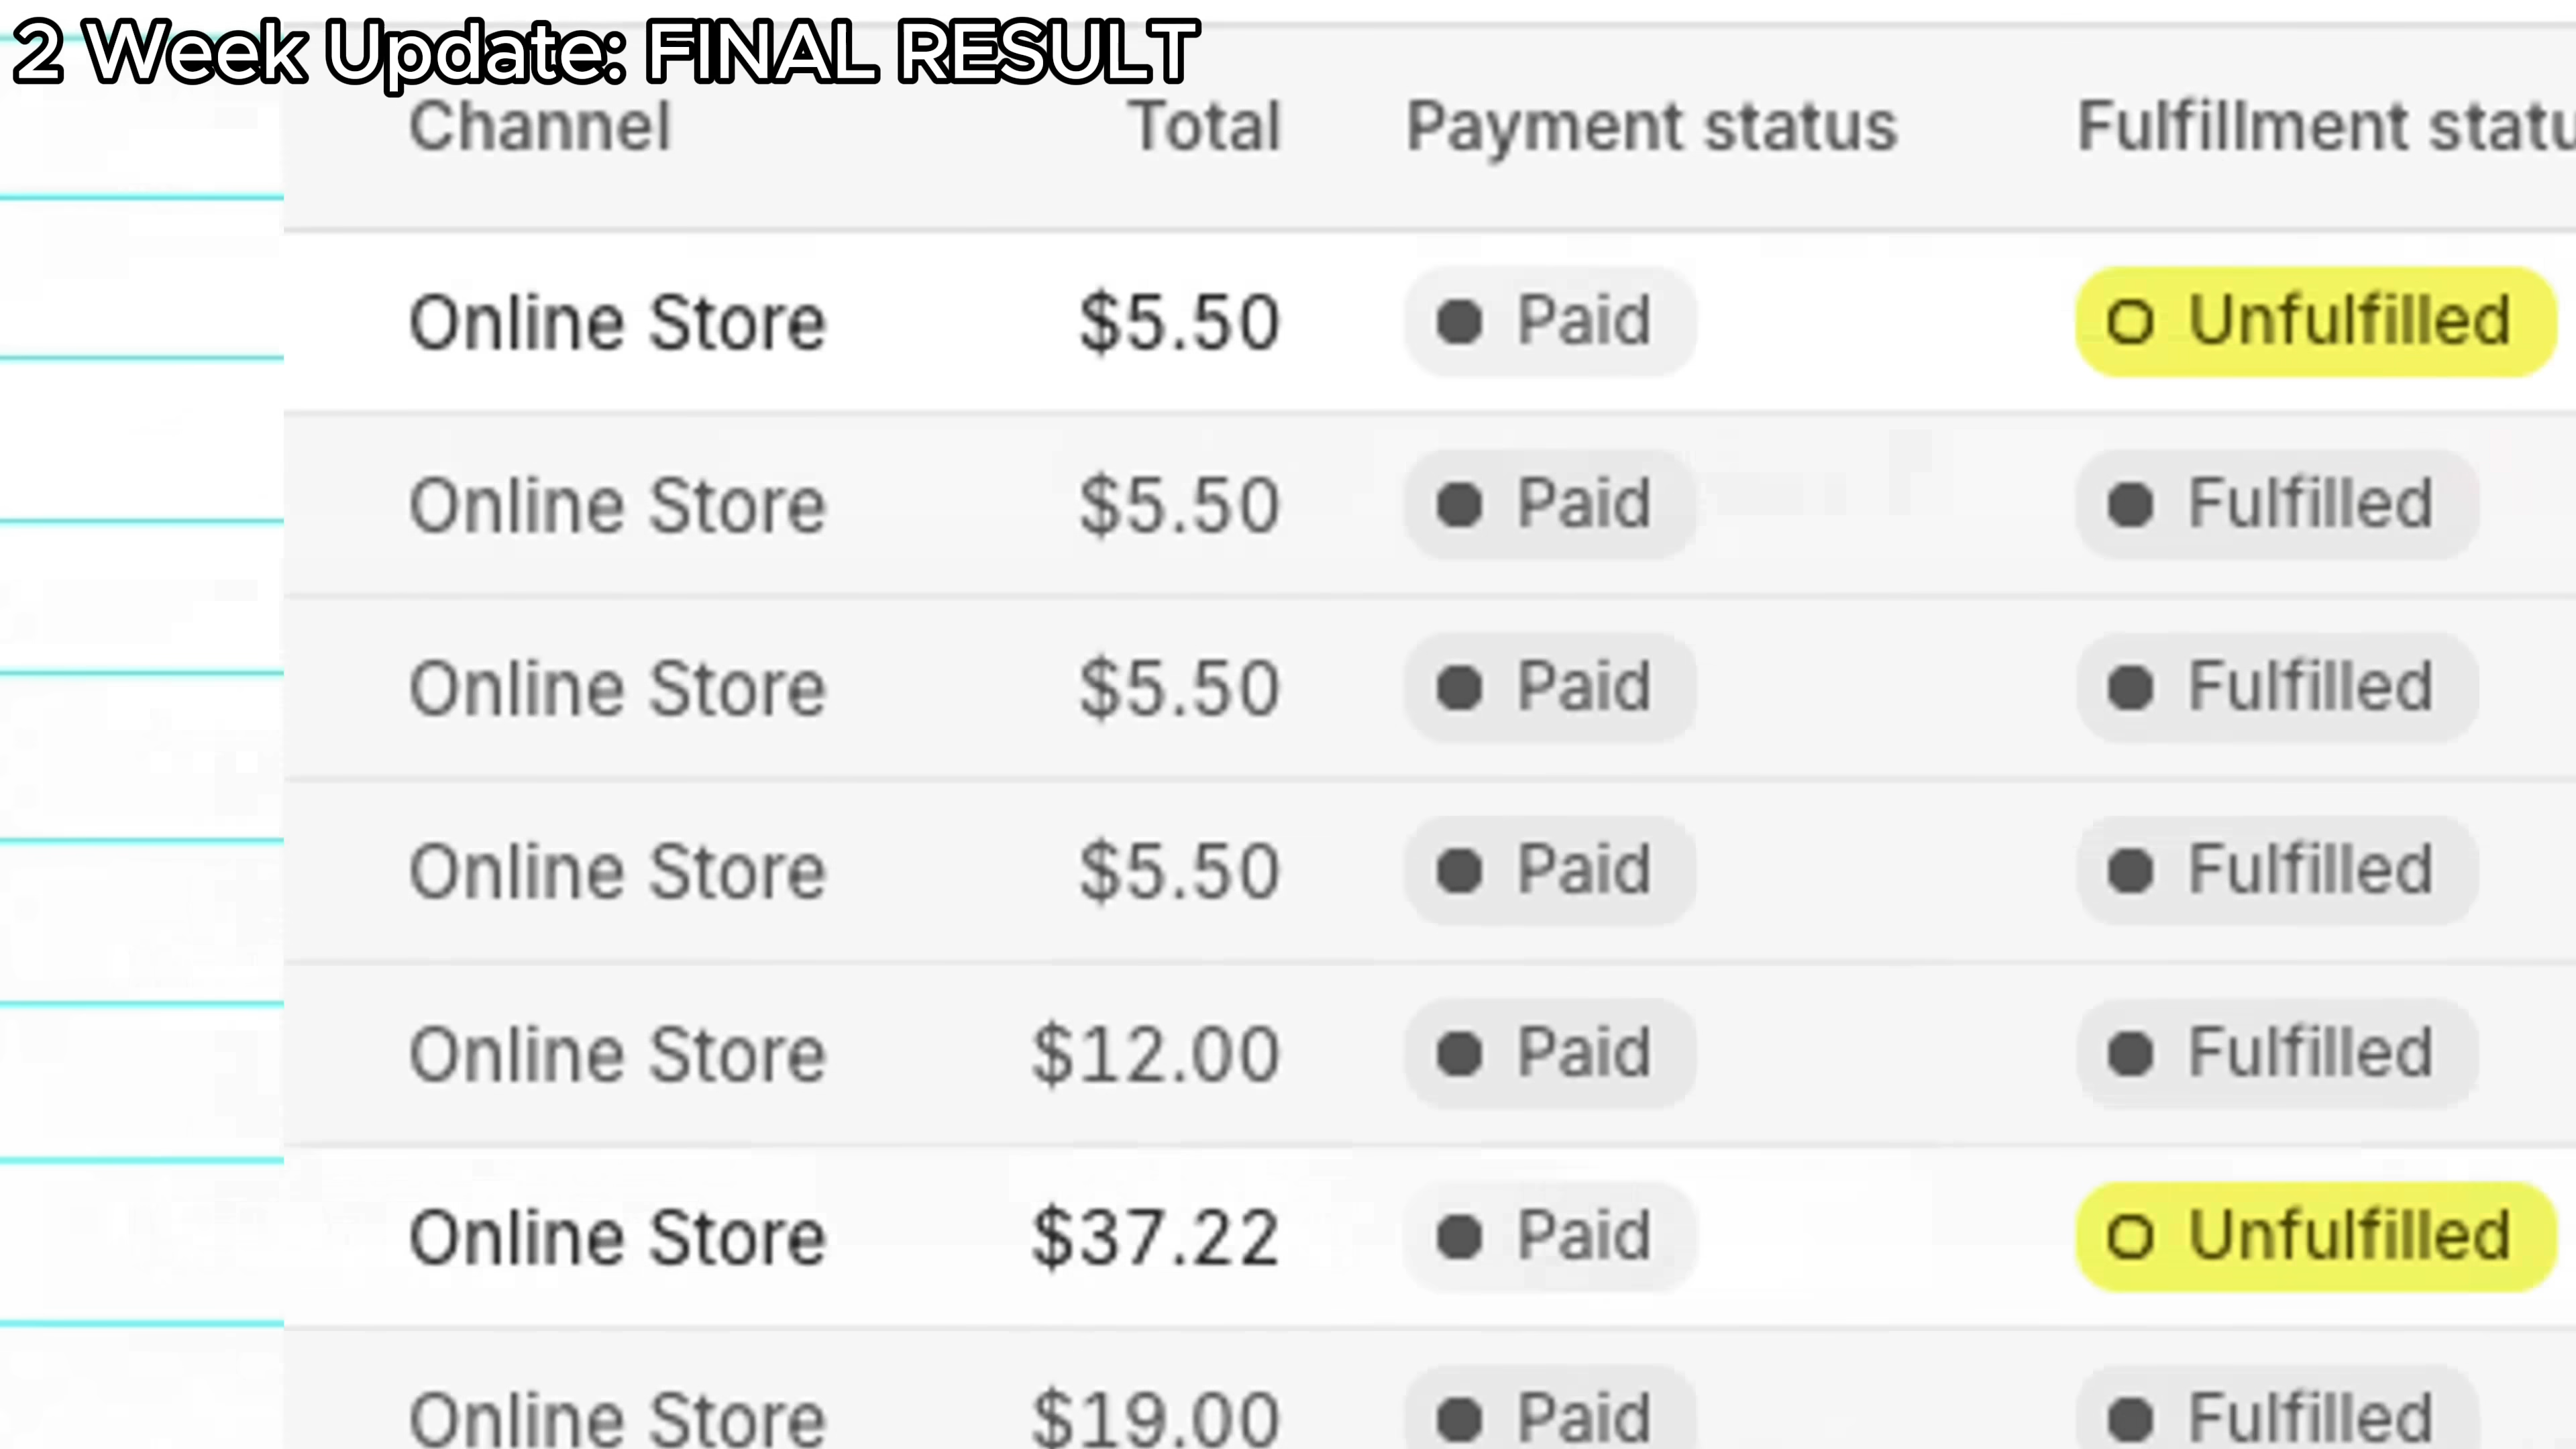 2 Week Update: FINAL RESULT
Channel Total Payment status Fulfillment statu
Online Store $5.50 Paid Unfulfilled
Online Store $5.50 Paid Fulfilled
Online Store $5.50 Paid Fulfilled
Online Store $5.50 Paid Fulfilled
Online Store $12.00 Paid Fulfilled
Online Store $37.22 Paid Unfulfilled
Online Store $19.00 Paid Fulfilled